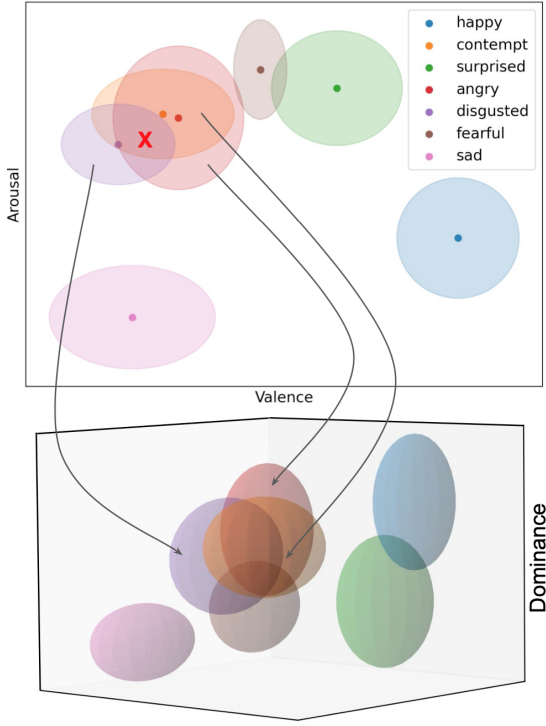 happy
contempt
surprised
angry
disgusted
fearful
sad
X
Arousal
Valence
Dominance